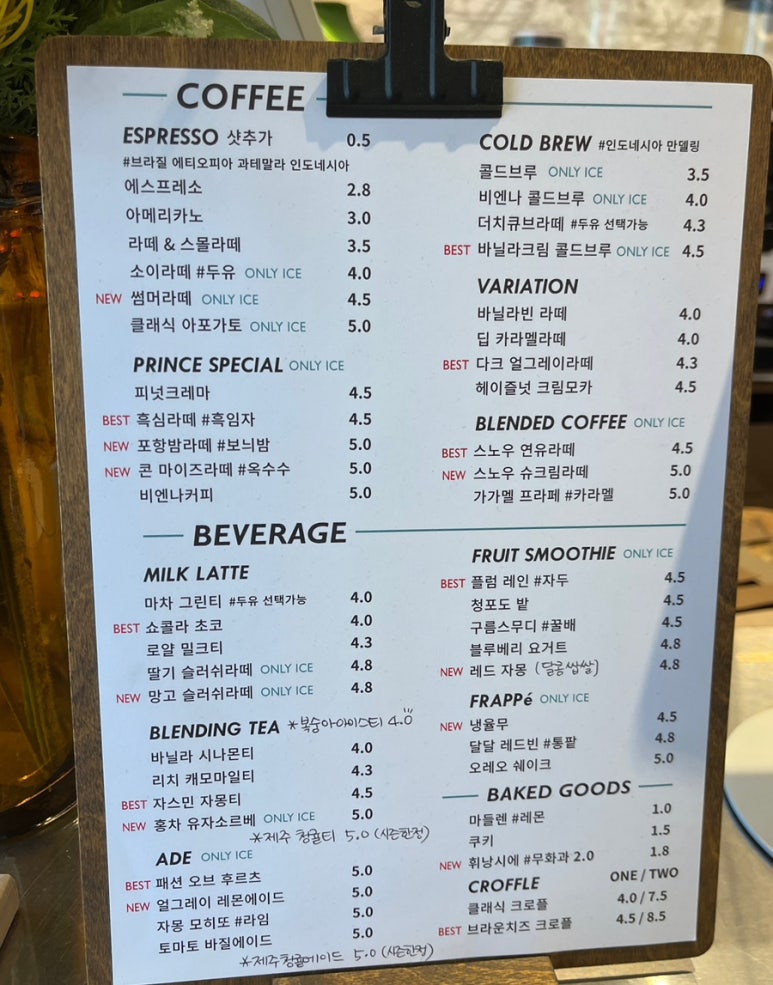 COFFEE
ESPRESSO 샷추가 0.5
#브라질 에티오피아 과테말라 인도네시아
에스프레소 2.8
아메리카노 3.0
라떼 & 스몰라떼 3.5
소이라떼 #두유 ONLY ICE 4.0
NEW 썸머라떼 ONLY ICE 4.5
클래식 아포가토 ONLY ICE 5.0
PRINCE SPECIAL ONLY ICE
피넛크레마 4.5
BEST 흑심라떼 #흑임자 4.5
NEW 포항밤라떼 #보늬밤 5.0
NEW 콘 마이즈라떼 #옥수수 5.0
비엔나커피 5.0
COLD BREW #인도네시아 만델링
콜드브루 ONLY ICE 3.5
비엔나 콜드브루 ONLY ICE 4.0
더치큐브라떼 #두유 선택가능 4.3
BEST 바닐라크림 콜드브루 ONLY ICE 4.5
VARIATION
바닐라빈 라떼 4.0
딥 카라멜라떼 4.0
BEST 다크 얼그레이라떼 4.3
헤이즐넛 크림모카 4.5
BLENDED COFFEE ONLY ICE
BEST 스노우 연유라떼 4.5
NEW 스노우 슈크림라떼 5.0
가가멜 프라페 #카라멜 5.0
BEVERAGE
MILK LATTE
마차 그린티 #두유 선택가능 4.0
BEST 쇼콜라 초코 4.0
로얄 밀크티 4.3
딸기 슬러쉬라떼 ONLY ICE 4.8
NEW 망고 슬러쉬라떼 ONLY ICE 4.8
BLENDING TEA *복숭아아이스티 4.0
바닐라 시나몬티 4.0
리치 캐모마일티 4.3
BEST 자스민 자몽티 4.5
NEW 홍차 유자소르베 ONLY ICE 5.0
*제주 청귤티 5.0 (시즌한정)
ADE ONLY ICE
BEST 패션 오브 후르츠 5.0
NEW 얼그레이 레몬에이드 5.0
자몽 모히또 #라임 5.0
토마토 바질에이드 5.0
*제주청귤에이드 5.0 (시즌한정)
FRUIT SMOOTHIE ONLY ICE
BEST 플럼 레인 #자두 4.5
청포도 밭 4.5
구름스무디 #꿀배 4.5
블루베리 요거트 4.8
NEW 레드 자몽 (달콤쌉쌀) 4.8
FRAPPé ONLY ICE
NEW 냉율무 4.5
달달 레드빈 #통팥 4.8
오레오 쉐이크 5.0
BAKED GOODS
마들렌 #레몬 1.0
쿠키 1.5
NEW 휘낭시에 #무화과 2.0 1.8
CROFFLE ONE / TWO
클래식 크로플 4.0 / 7.5
BEST 브라운치즈 크로플 4.5 / 8.5